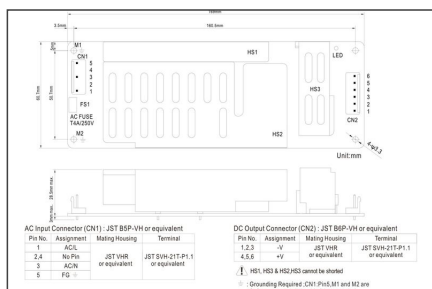 3.5mm
160.5mm
M1
CN1
5
4
3
2
1
HS1
LED
HS3
6
5
4
3
2
1
CN2
FS1
AC FUSE
T4A/250V
M2
HS2
4-φ3.3
Unit:mm
28.5mm max.
3mm max.
AC Input Connector (CN1) : JST B5P-VH or equivalent
Pin No. Assignment Mating Housing Terminal
1 AC/L
2,4 No Pin
3 AC/N
5 FG ⏚
JST VHR or equivalent
JST SVH-21T-P1.1 or equivalent
DC Output Connector (CN2) : JST B6P-VH or equivalent
Pin No. Assignment Mating Housing Terminal
1,2,3 -V
4,5,6 +V
JST VHR or equivalent
JST SVH-21T-P1.1 or equivalent
HS1, HS3 & HS2,HS3 cannot be shorted
⏚ : Grounding Required ;CN1:Pin5,M1 and M2 are